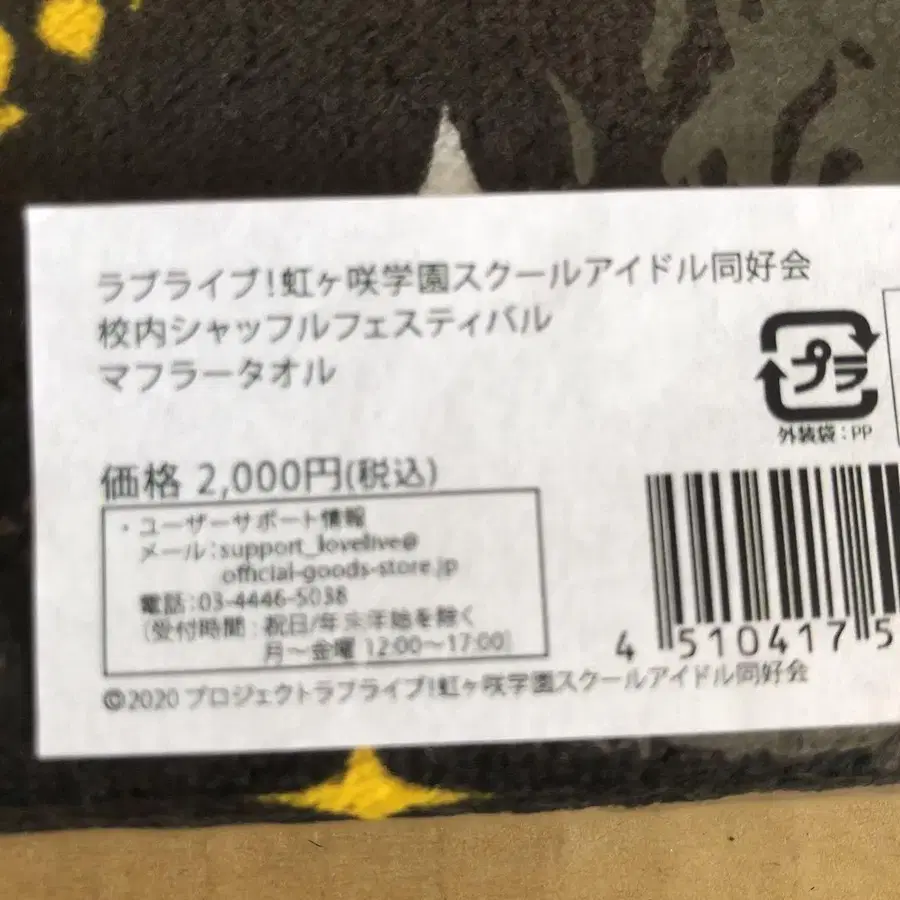 ラブライブ!虹ヶ咲学園スクールアイドル同好会
校内シャッフルフェスティバル
マフラータオル
プラ
外装袋:PP
価格 2,000円(税込)
・ユーザーサポート情報
メール:support_lovelive@
official-goods-store.jp
電話:03-4446-5038
(受付時間:祝日/年末年始を除く
月~金曜 12:00~17:00)
4 510417 5
©2020 プロジェクトラブライブ!虹ヶ咲学園スクールアイドル同好会